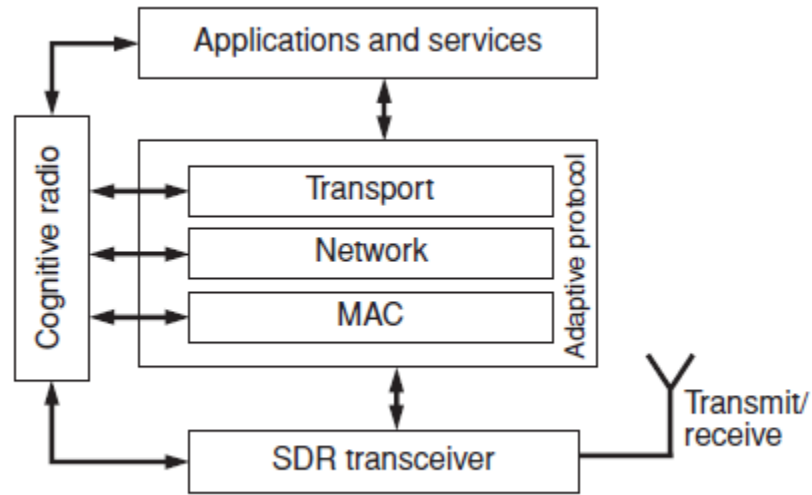 Applications and services
Cognitive radio
Transport
Network
MAC
Adaptive protocol
SDR transceiver
Transmit/
receive